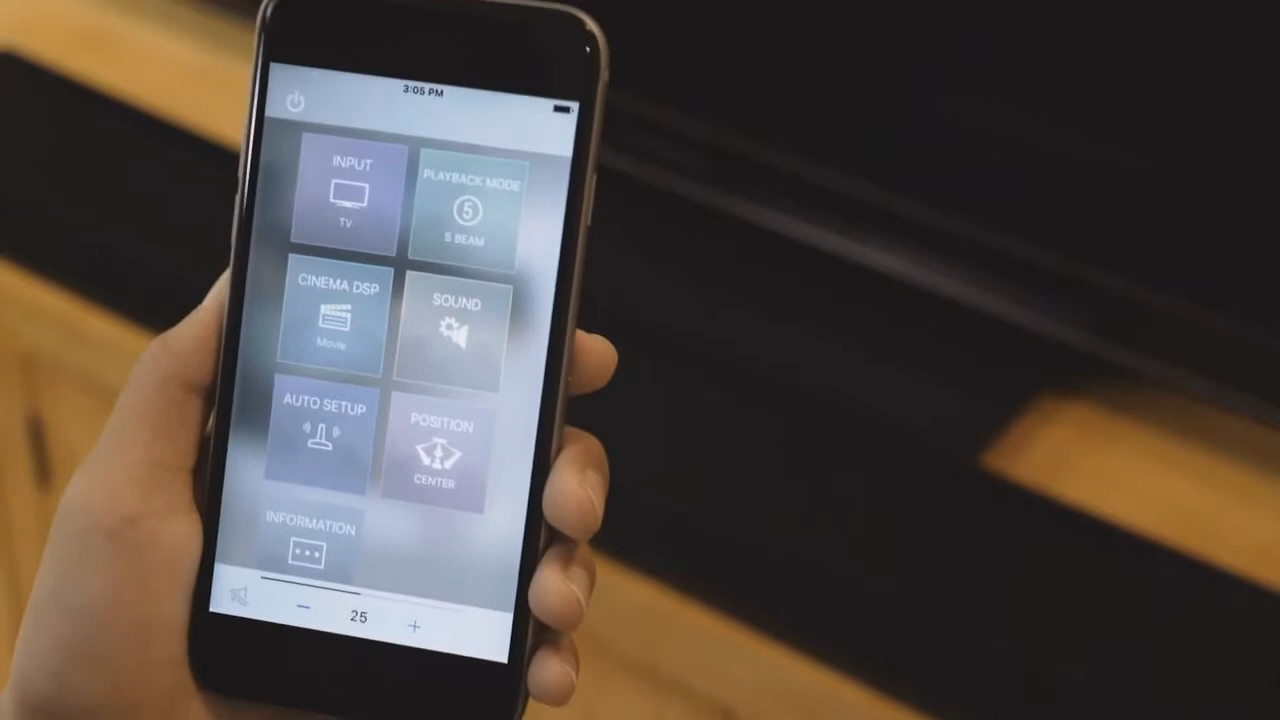 3:05 PM
INPUT
TV
PLAYBACK MODE
5
5 BEAM
CINEMA DSP
Movie
SOUND
AUTO SETUP
POSITION
CENTER
INFORMATION
25